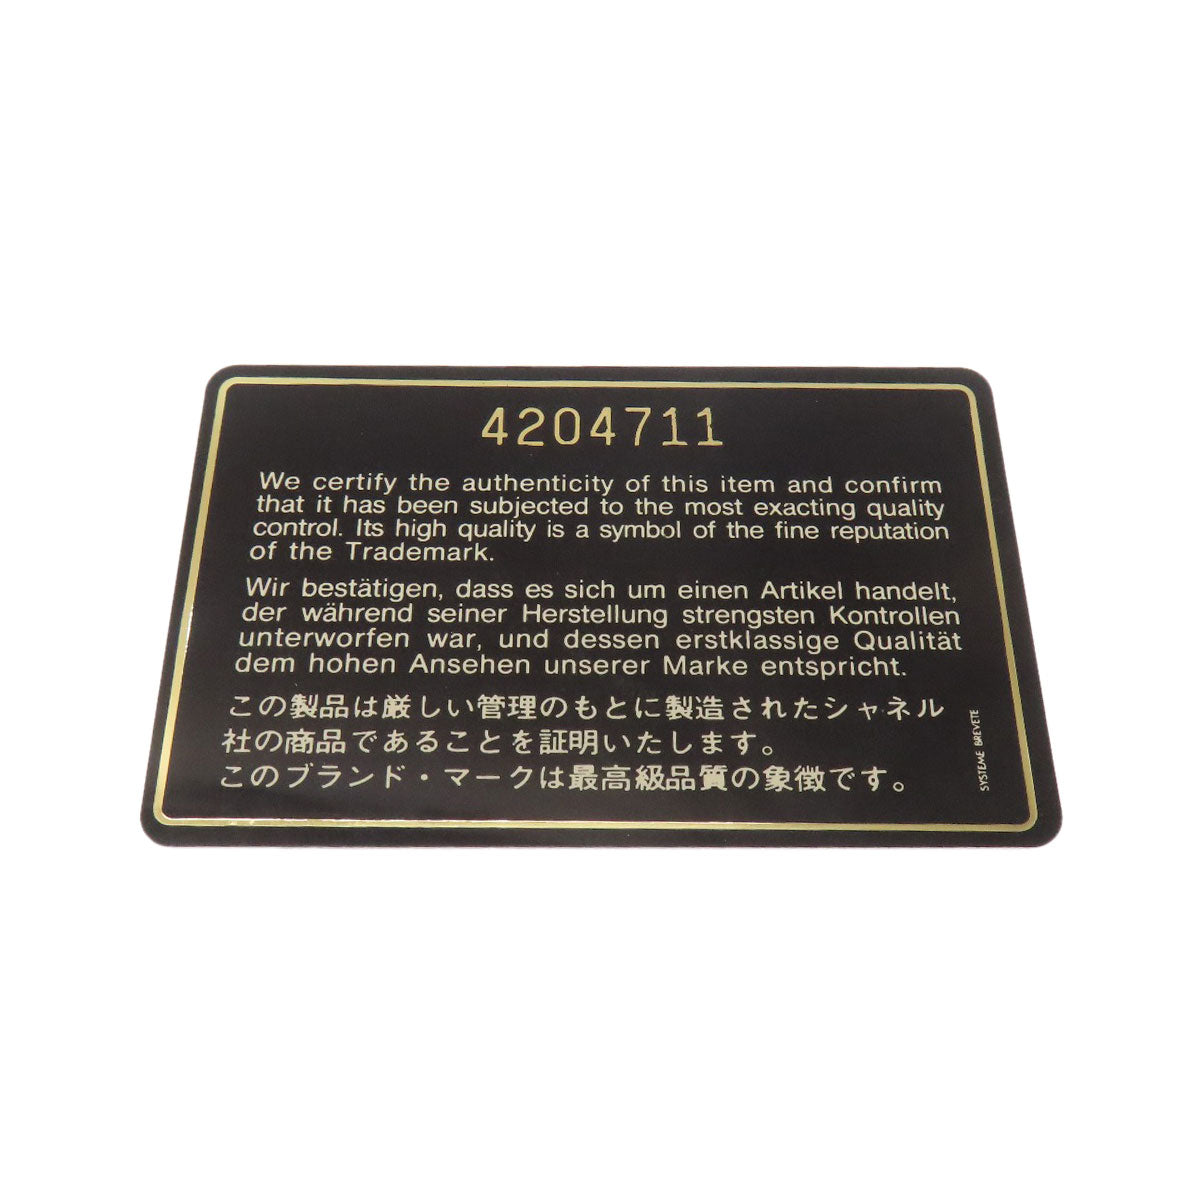 4204711
We certify the authenticity of this item and confirm
that it has been subjected to the most exacting quality
control. Its high quality is a symbol of the fine reputation
of the Trademark.
Wir bestätigen, dass es sich um einen Artikel handelt,
der während seiner Herstellung strengsten Kontrollen
unterworfen war, und dessen erstklassige Qualität
dem hohen Ansehen unserer Marke entspricht.
この製品は厳しい管理のもとに製造されたシャネル
社の商品であることを証明いたします。
このブランド・マークは最高級品質の象徴です。
SYSTEME BREVETE